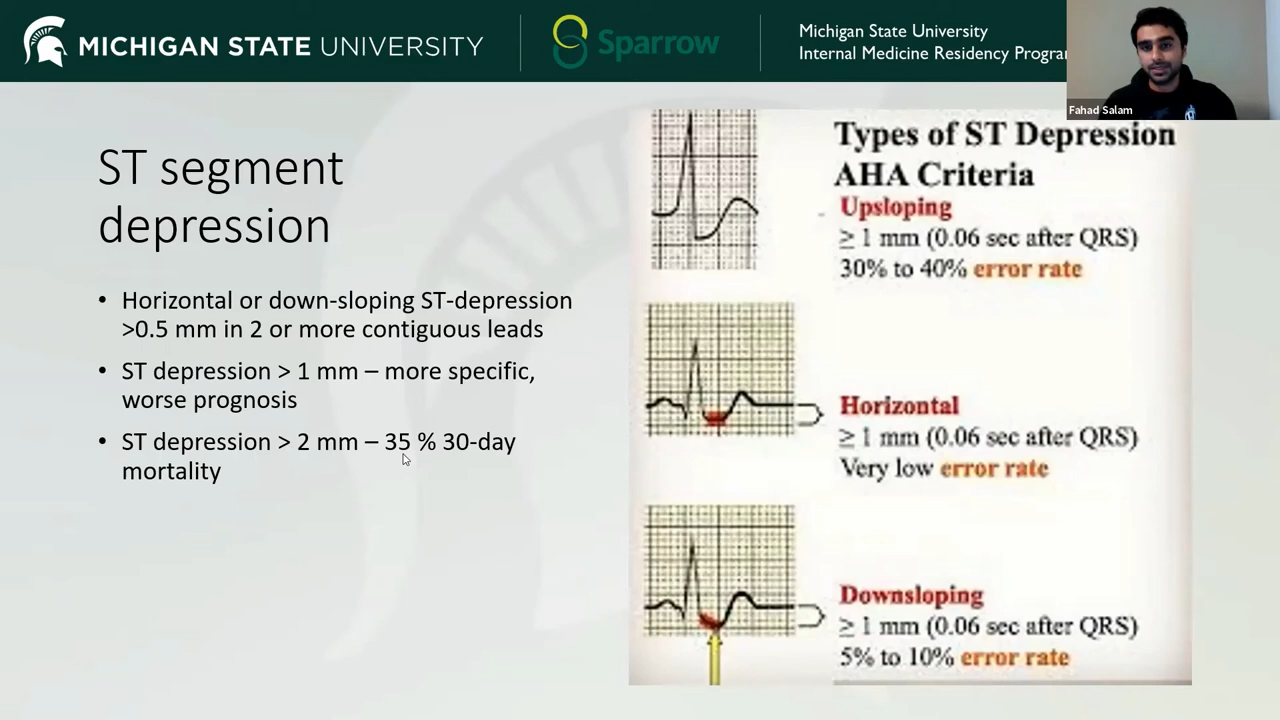 MICHIGAN STATE UNIVERSITY
Sparrow
Michigan State University
Internal Medicine Residency Progra
Fahad Salam
ST segment
depression
• Horizontal or down-sloping ST-depression
>0.5 mm in 2 or more contiguous leads
• ST depression > 1 mm – more specific,
worse prognosis
• ST depression > 2 mm – 35 % 30-day
mortality
Types of ST Depression
AHA Criteria
Upsloping
≥ 1 mm (0.06 sec after QRS)
30% to 40% error rate
Horizontal
≥ 1 mm (0.06 sec after QRS)
Very low error rate
Downsloping
≥ 1 mm (0.06 sec after QRS)
5% to 10% error rate